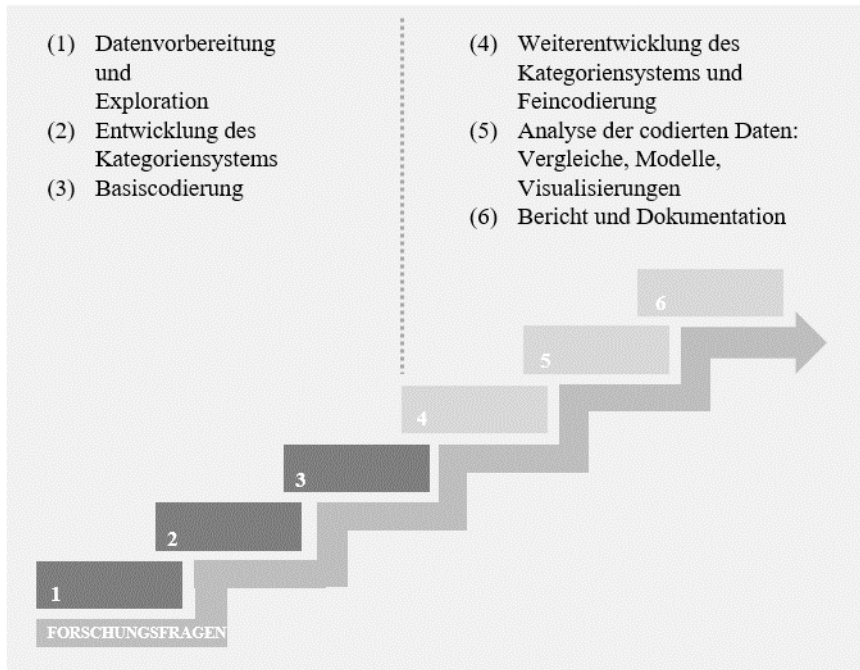 (1) Datenvorbereitung
und
Exploration
(2) Entwicklung des
Kategoriensystems
(3) Basiscodierung
(4) Weiterentwicklung des
Kategoriensystems und
Feincodierung
(5) Analyse der codierten Daten:
Vergleiche, Modelle,
Visualisierungen
(6) Bericht und Dokumentation
6
5
4
3
2
1
FORSCHUNGSFRAGEN